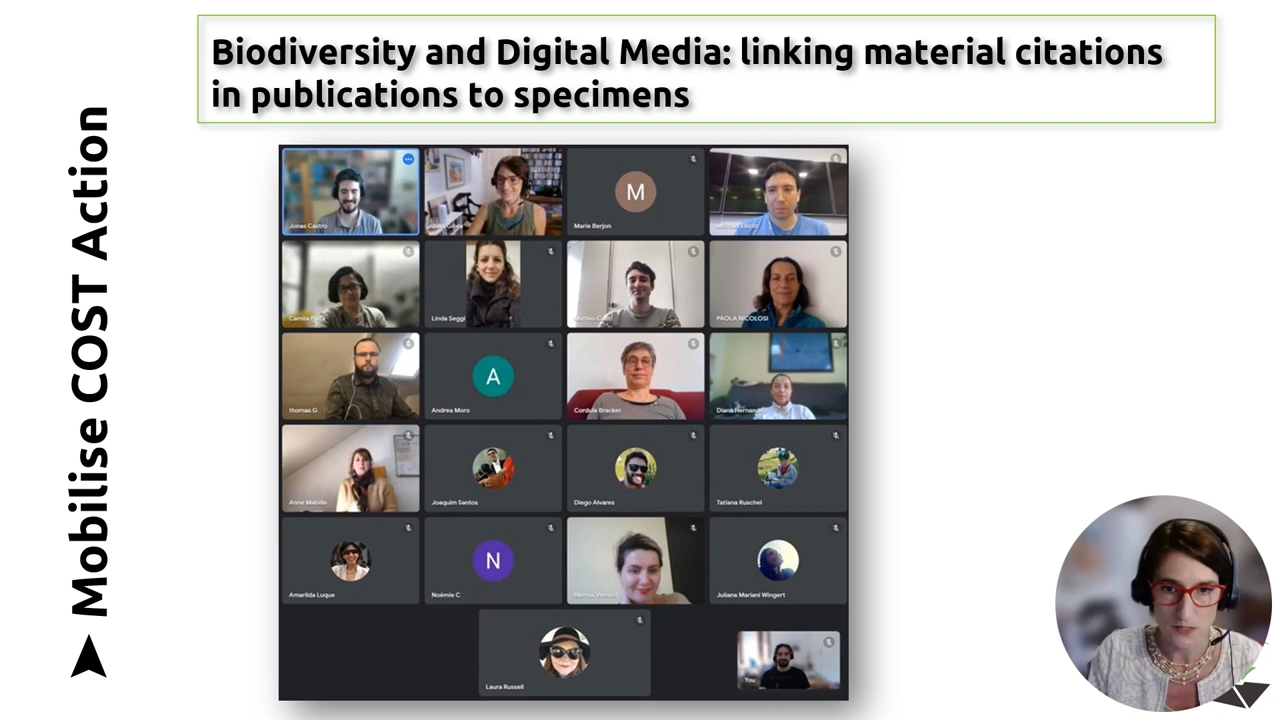 Biodiversity and Digital Media: linking material citations
in publications to specimens
➤ Mobilise COST Action
Jonas Castro
M
Marie Berjon
Linda Seggi
PAOLA NICOLOSI
thomas G
A
Andrea Moro
Cordula Bracker
Diana Hernand
Anne Mabille
Joaquim Santos
Diego Alvares
Tatiana Ruschel
Amarilda Luque
N
Noémie C
Juliana Mariani Wingert
Laura Russell
You